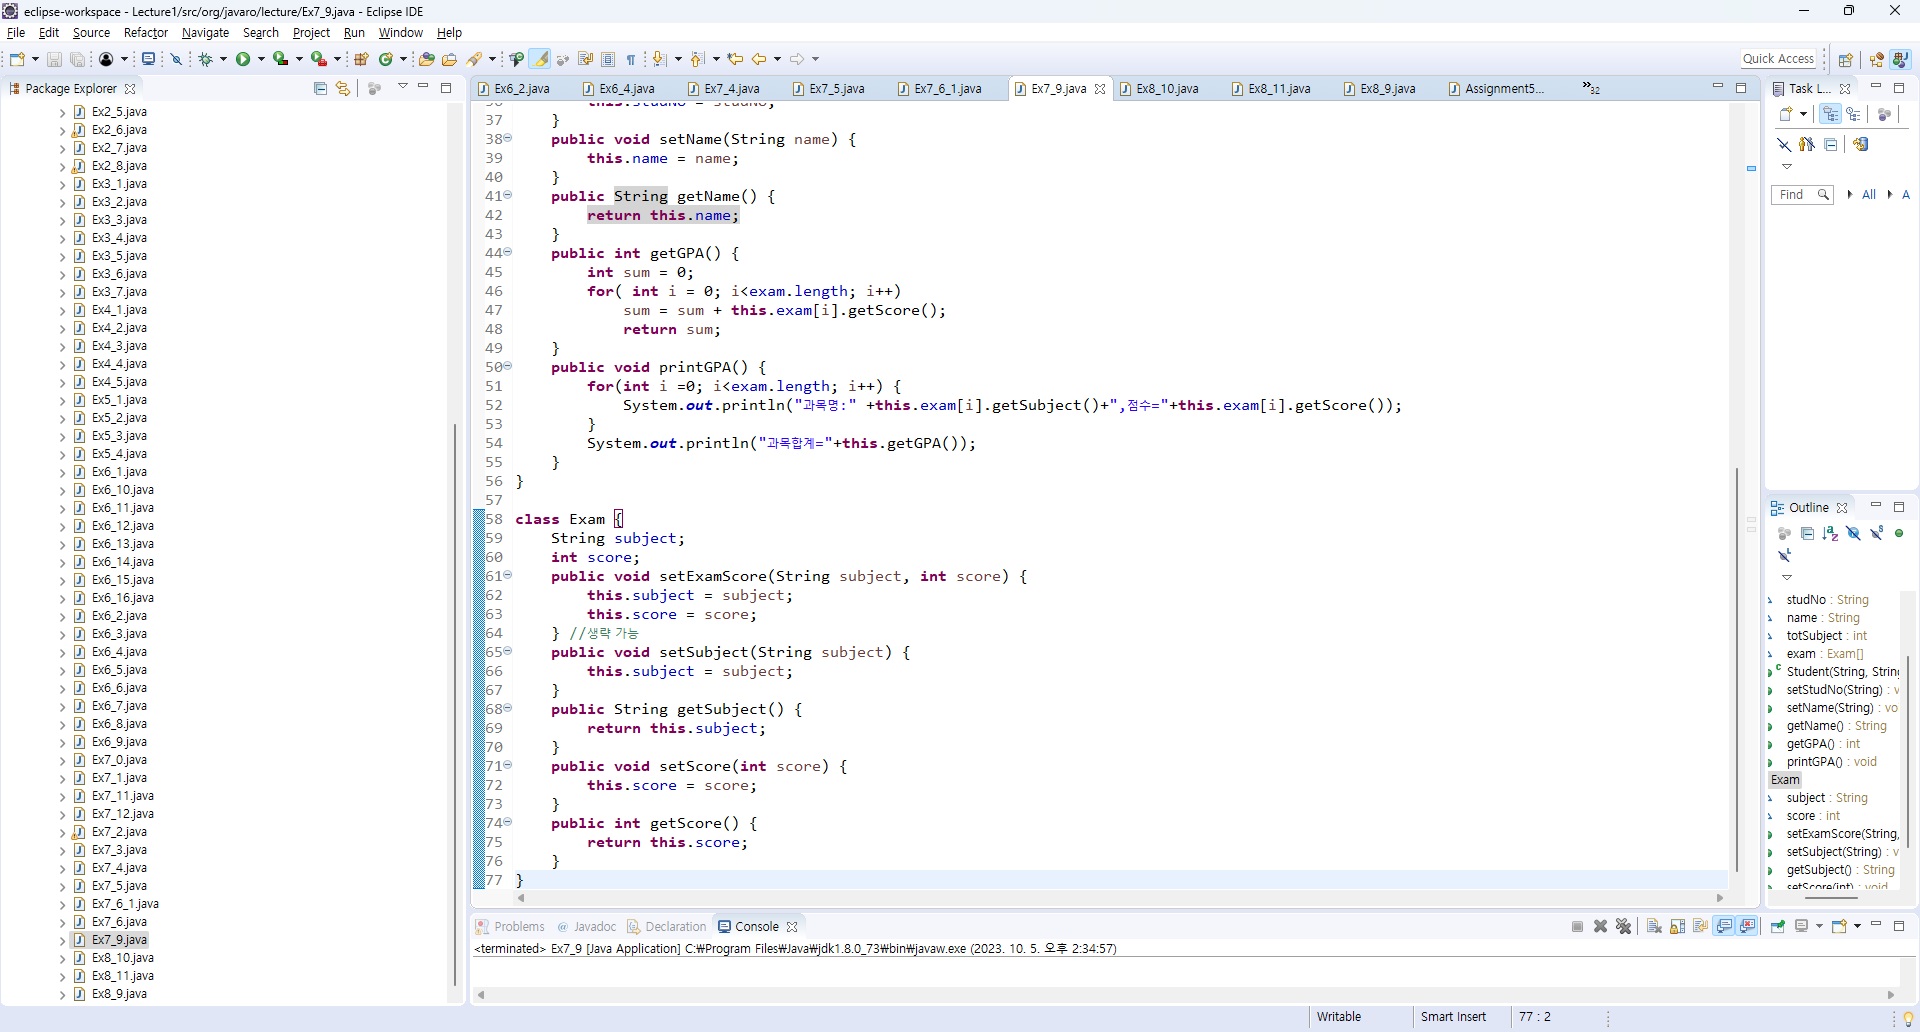 eclipse-workspace - Lecture1/src/org/javaro/lecture/Ex7_9.java - Eclipse IDE
File Edit Source Refactor Navigate Search Project Run Window Help
Quick Access
Package Explorer
Ex2_5.java
Ex2_6.java
Ex2_7.java
Ex2_8.java
Ex3_1.java
Ex3_2.java
Ex3_3.java
Ex3_4.java
Ex3_5.java
Ex3_6.java
Ex3_7.java
Ex4_1.java
Ex4_2.java
Ex4_3.java
Ex4_4.java
Ex4_5.java
Ex5_1.java
Ex5_2.java
Ex5_3.java
Ex5_4.java
Ex6_1.java
Ex6_10.java
Ex6_11.java
Ex6_12.java
Ex6_13.java
Ex6_14.java
Ex6_15.java
Ex6_16.java
Ex6_2.java
Ex6_3.java
Ex6_4.java
Ex6_5.java
Ex6_6.java
Ex6_7.java
Ex6_8.java
Ex6_9.java
Ex7_0.java
Ex7_1.java
Ex7_11.java
Ex7_12.java
Ex7_2.java
Ex7_3.java
Ex7_4.java
Ex7_5.java
Ex7_6_1.java
Ex7_6.java
Ex7_9.java
Ex8_10.java
Ex8_11.java
Ex8_9.java
Ex6_2.java Ex6_4.java Ex7_4.java Ex7_5.java Ex7_6_1.java Ex7_9.java Ex8_10.java Ex8_11.java Ex8_9.java Assignment5... »32
36 this.studNo = studNo;
37 }
38 public void setName(String name) {
39 this.name = name;
40 }
41 public String getName() {
42 return this.name;
43 }
44 public int getGPA() {
45 int sum = 0;
46 for( int i = 0; i<exam.length; i++)
47 sum = sum + this.exam[i].getScore();
48 return sum;
49 }
50 public void printGPA() {
51 for(int i =0; i<exam.length; i++) {
52 System.out.println("과목명:" +this.exam[i].getSubject()+",점수="+this.exam[i].getScore());
53 }
54 System.out.println("과목합계="+this.getGPA());
55 }
56 }
57
58 class Exam {
59 String subject;
60 int score;
61 public void setExamScore(String subject, int score) {
62 this.subject = subject;
63 this.score = score;
64 } //생략 가능
65 public void setSubject(String subject) {
66 this.subject = subject;
67 }
68 public String getSubject() {
69 return this.subject;
70 }
71 public void setScore(int score) {
72 this.score = score;
73 }
74 public int getScore() {
75 return this.score;
76 }
77 }
Problems Javadoc Declaration Console
<terminated> Ex7_9 [Java Application] C:₩Program Files₩Java₩jdk1.8.0_73₩bin₩javaw.exe (2023. 10. 5. 오후 2:34:57)
Task L...
Find All A
Outline
studNo : String
name : String
totSubject : int
exam : Exam[]
Student(String, Strin
setStudNo(String) : v
setName(String) : vo
getName() : String
getGPA() : int
printGPA() : void
Exam
subject : String
score : int
setExamScore(String,
setSubject(String) : v
getSubject() : String
setScore(int) : void
Writable Smart Insert 77 : 2